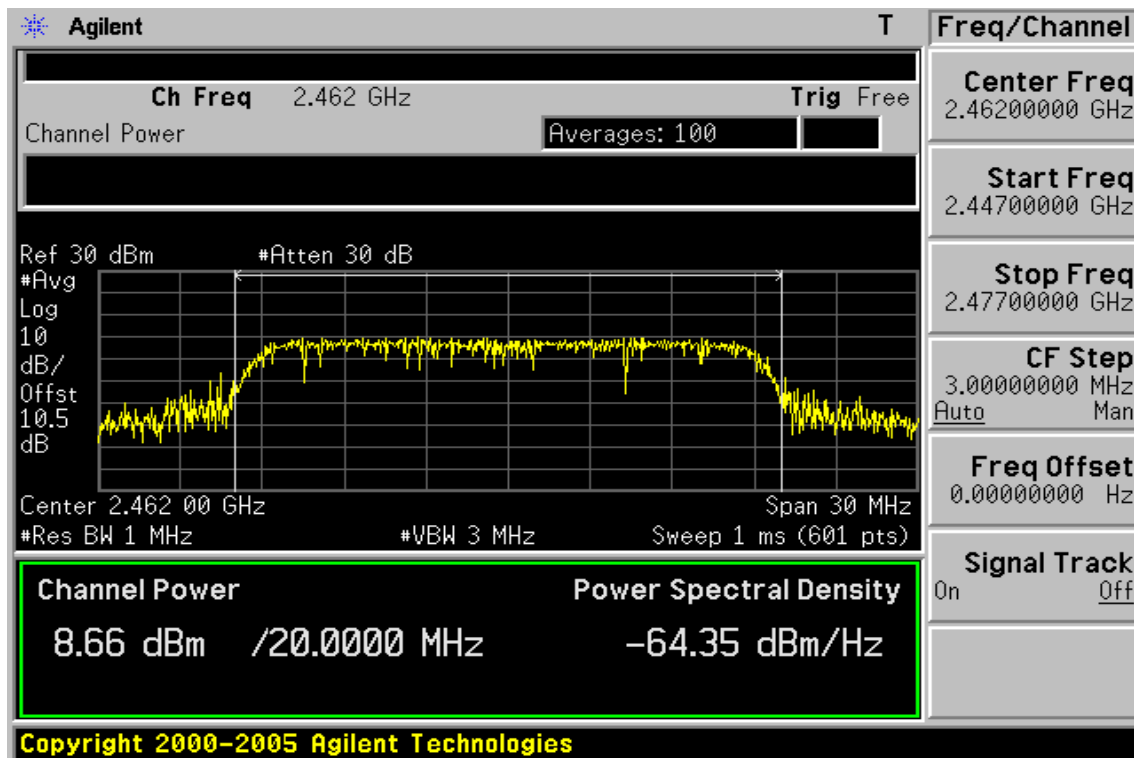 Agilent T
Ch Freq 2.462 GHz Trig Free
Channel Power Averages: 100
Ref 30 dBm #Atten 30 dB
#Avg
Log
10
dB/
Offst
10.5
dB
Center 2.462 00 GHz Span 30 MHz
#Res BW 1 MHz #VBW 3 MHz Sweep 1 ms (601 pts)
Channel Power Power Spectral Density
8.66 dBm /20.0000 MHz -64.35 dBm/Hz
Copyright 2000-2005 Agilent Technologies
Freq/Channel
Center Freq
2.46200000 GHz
Start Freq
2.44700000 GHz
Stop Freq
2.47700000 GHz
CF Step
3.00000000 MHz
Auto Man
Freq Offset
0.00000000 Hz
Signal Track
On Off